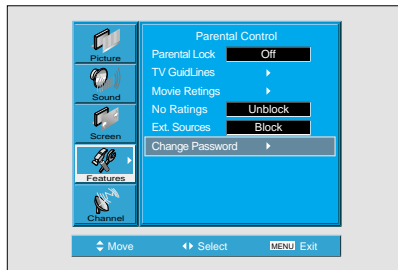 Parental Control
Picture
Parental Lock Off
TV GuidLines
Sound
Movie Retings
No Ratings Unblock
Ext. Sources Block
Screen
Change Password
Features
Channel
Move Select MENU Exit